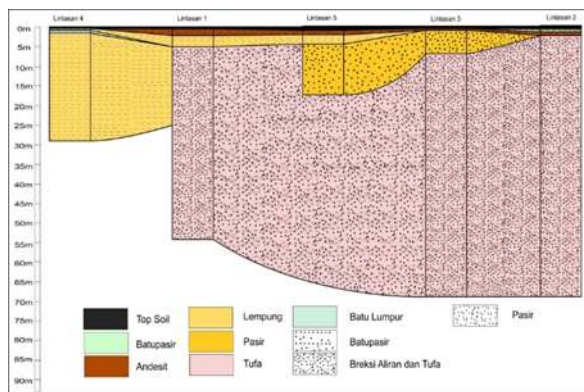 Lintasan 4 Lintasan 1 Lintasan 5 Lintasan 3 Lintasan 2
0m
5m
10m
15m
20m
25m
30m
35m
40m
45m
50m
55m
60m
65m
70m
75m
80m
85m
90m
Top Soil Lempung Batu Lumpur Pasir
Batupasir Pasir Batupasir
Andesit Tufa Breksi Aliran dan Tufa